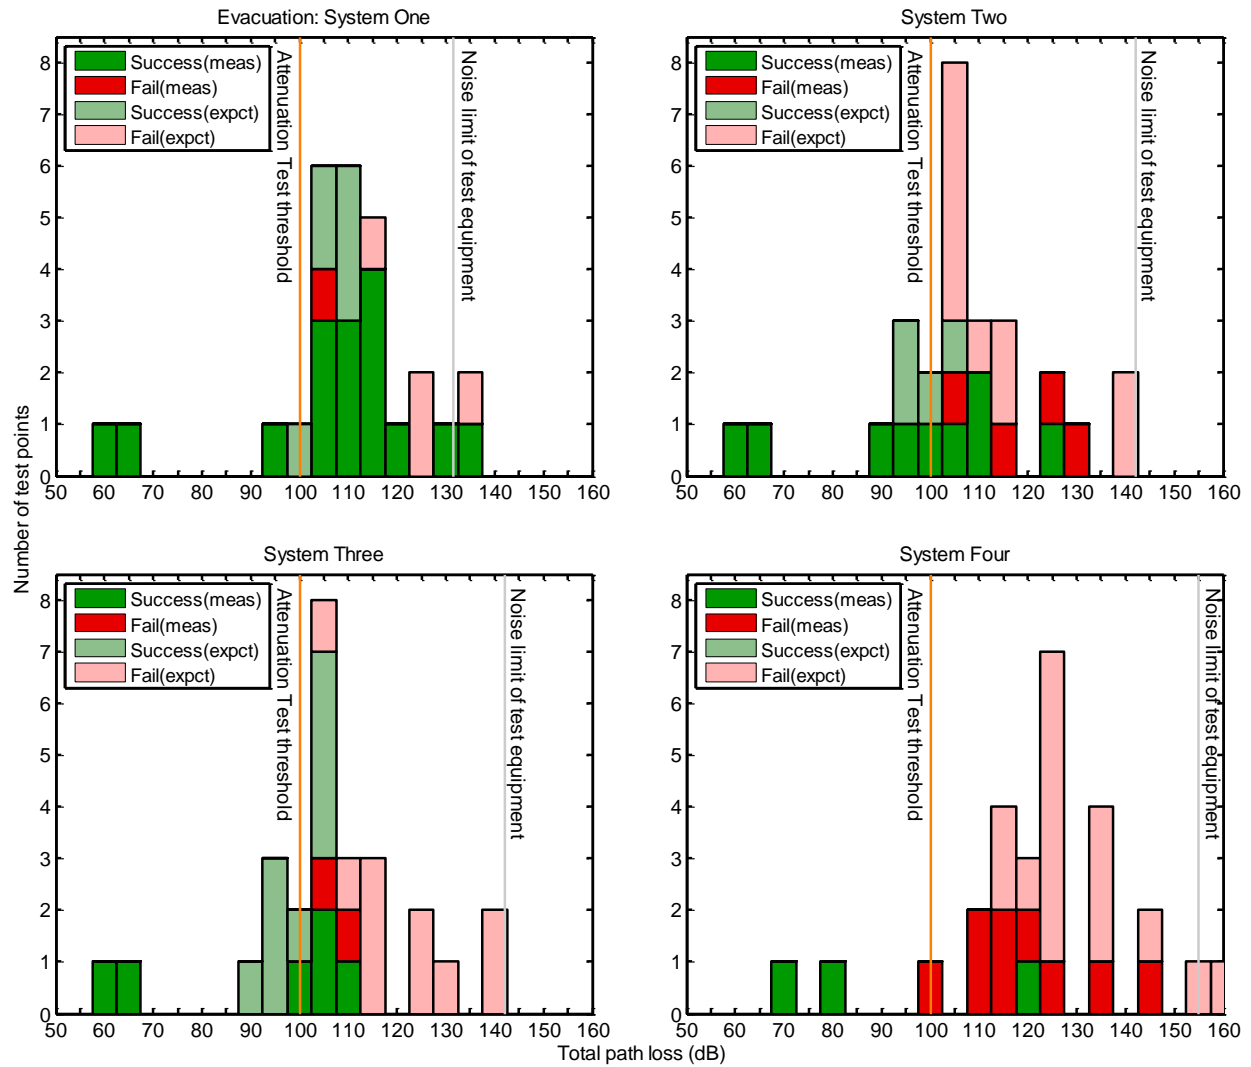 Evacuation: System One
Success(meas)
Fail(meas)
Success(expct)
Fail(expct)
Attenuation Test threshold
Noise limit of test equipment
8
7
6
5
4
3
2
1
0
50 60 70 80 90 100 110 120 130 140 150 160
System Two
Success(meas)
Fail(meas)
Success(expct)
Fail(expct)
Attenuation Test threshold
Noise limit of test equipment
8
7
6
5
4
3
2
1
0
50 60 70 80 90 100 110 120 130 140 150 160
Number of test points
System Three
Success(meas)
Fail(meas)
Success(expct)
Fail(expct)
Attenuation Test threshold
Noise limit of test equipment
8
7
6
5
4
3
2
1
0
50 60 70 80 90 100 110 120 130 140 150 160
System Four
Success(meas)
Fail(meas)
Success(expct)
Fail(expct)
Attenuation Test threshold
Noise limit of test equipment
8
7
6
5
4
3
2
1
0
50 60 70 80 90 100 110 120 130 140 150 160
Total path loss (dB)